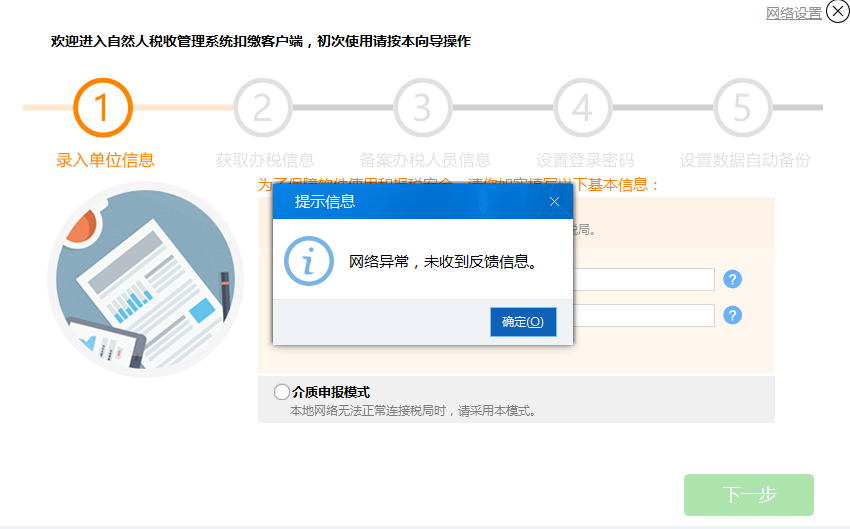 网络设置
欢迎进入自然人税收管理系统扣缴客户端，初次使用请按本向导操作
1 2 3 4 5
录入单位信息 获取办税信息 备案办税人员信息 设置登录密码 设置数据自动备份
为了保障软件使用和报税安全，请您如实填写以下基本信息：
提示信息
税局。
网络异常，未收到反馈信息。
?
?
确定(O)
介质申报模式
本地网络无法正常连接税局时，请采用本模式。
下一步